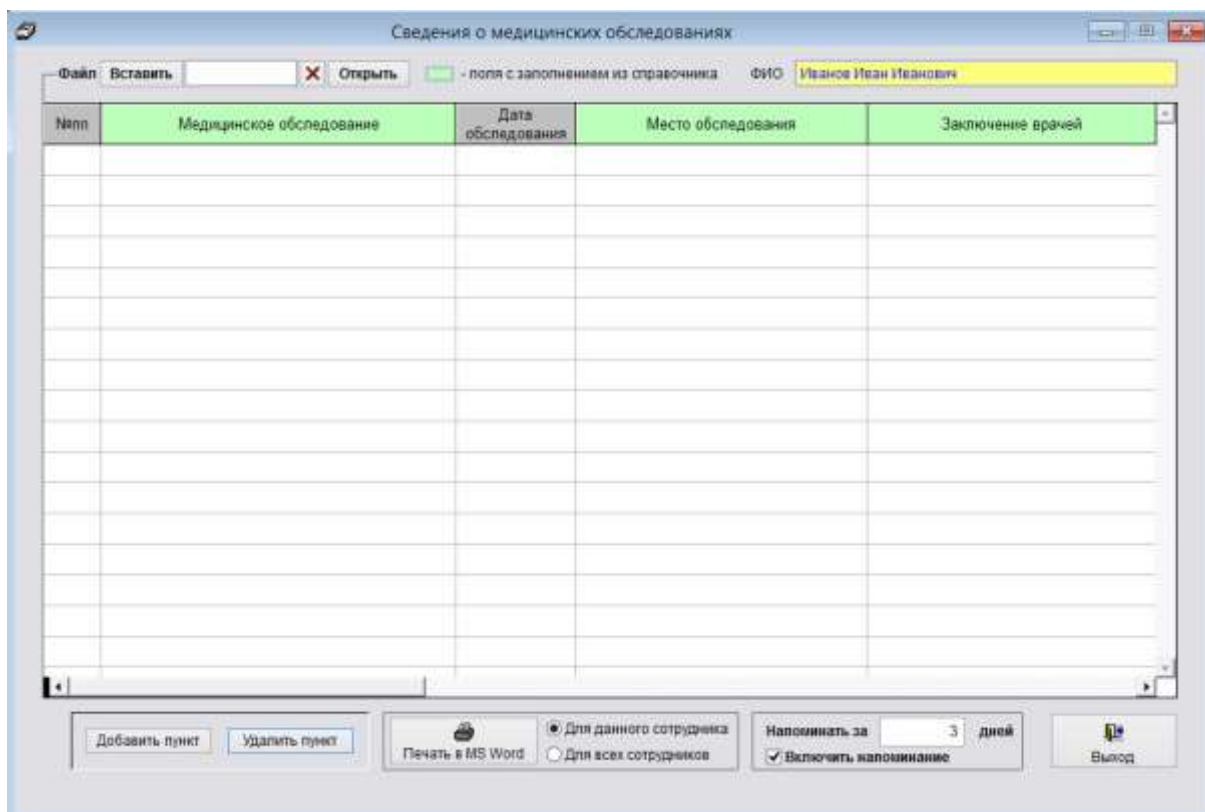 Сведения о медицинских обследованиях
Файл Вставить Открыть - поля с заполнением из справочника ФИО Иванов Иван Иванович
№пп Медицинское обследование Дата обследования Место обследования Заключение врачей
Добавить пункт Удалить пункт Печать в MS Word Для данного сотрудника Для всех сотрудников Напоминать за 3 дней Включить напоминание Выход